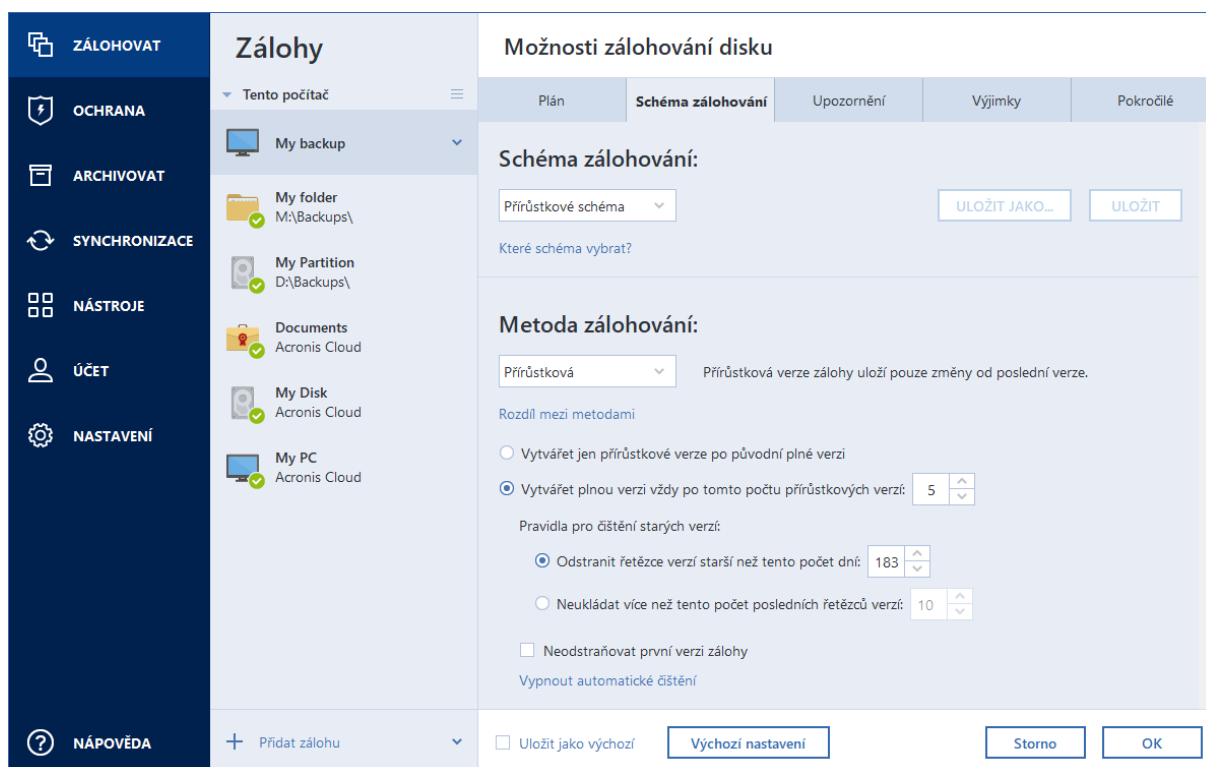 ZÁLOHOVAT
OCHRANA
ARCHIVOVAT
SYNCHRONIZACE
NÁSTROJE
ÚČET
NASTAVENÍ
NÁPOVĚDA
Zálohy
Tento počítač
My backup
My folder
M:\Backups\
My Partition
D:\Backups\
Documents
Acronis Cloud
My Disk
Acronis Cloud
My PC
Acronis Cloud
Přidat zálohu
Možnosti zálohování disku
Plán Schéma zálohování Upozornění Výjimky Pokročilé
Schéma zálohování:
Přírůstkové schéma ULOŽIT JAKO... ULOŽIT
Které schéma vybrat?
Metoda zálohování:
Přírůstková Přírůstková verze zálohy uloží pouze změny od poslední verze.
Rozdíl mezi metodami
Vytvářet jen přírůstkové verze po původní plné verzi
Vytvářet plnou verzi vždy po tomto počtu přírůstkových verzí: 5
Pravidla pro čištění starých verzí:
Odstranit řetězce verzí starší než tento počet dní: 183
Neukládat více než tento počet posledních řetězců verzí: 10
Neodstraňovat první verzi zálohy
Vypnout automatické čištění
Uložit jako výchozí Výchozí nastavení Storno OK